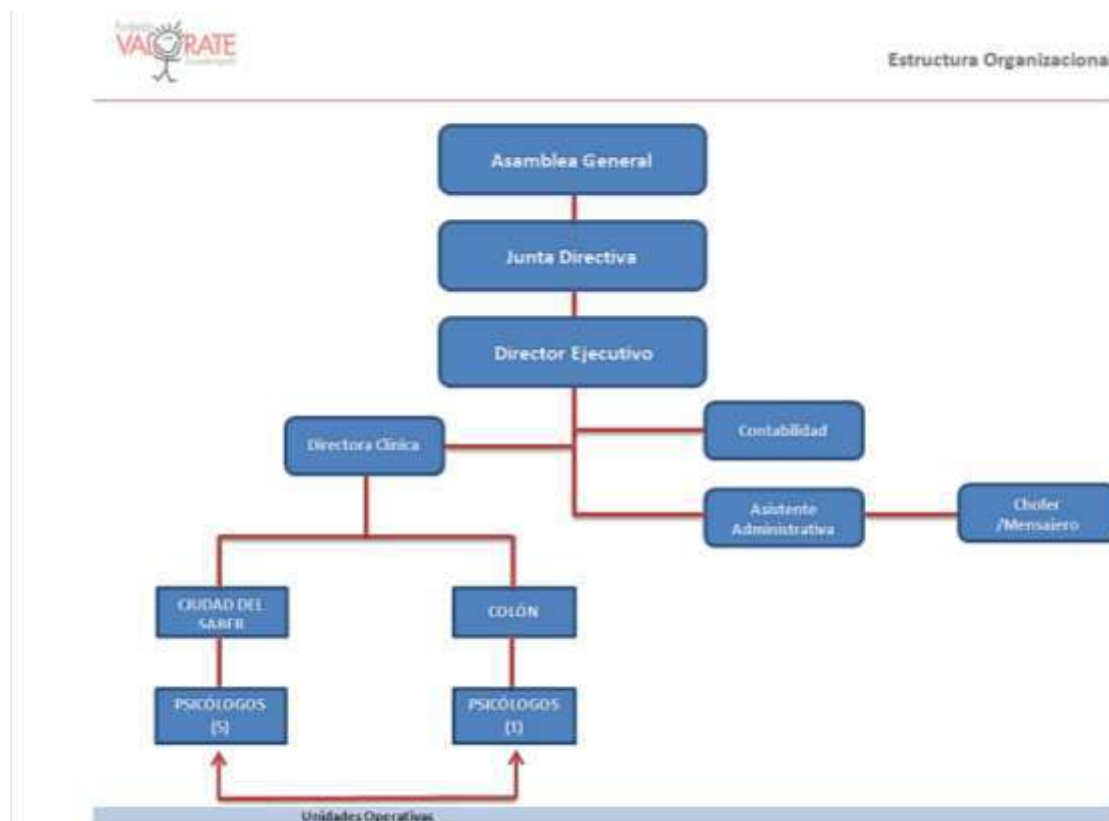 VALORATE
Estructura Organizaciona
Asamblea General
Junta Directiva
Director Ejecutivo
Directora Clínica
Contabilidad
Asistente
Administrativa
Chofer
/Mensajero
CIUDAD DEL
SABER
COLÓN
PSICÓLOGOS
(5)
PSICÓLOGOS
(1)
Unidades Operativas